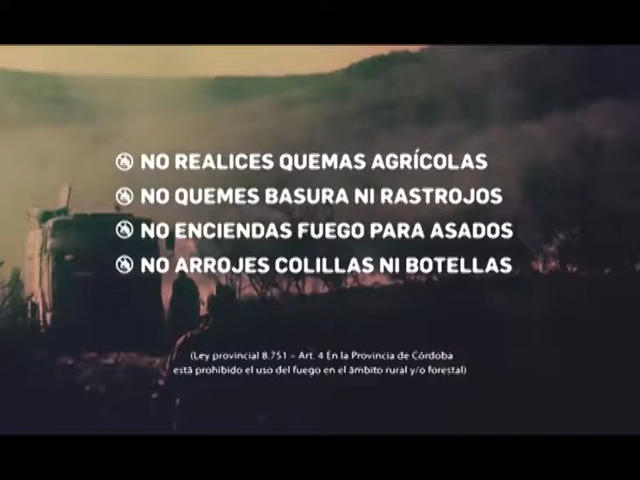 NO REALICES QUEMAS AGRÍCOLAS
NO QUEMES BASURA NI RASTROJOS
NO ENCIENDAS FUEGO PARA ASADOS
NO ARROJES COLILLAS NI BOTELLAS
(Ley provincial 8.751 - Art. 4 En la Provincia de Córdoba
está prohibido el uso del fuego en el ámbito rural y/o forestal)